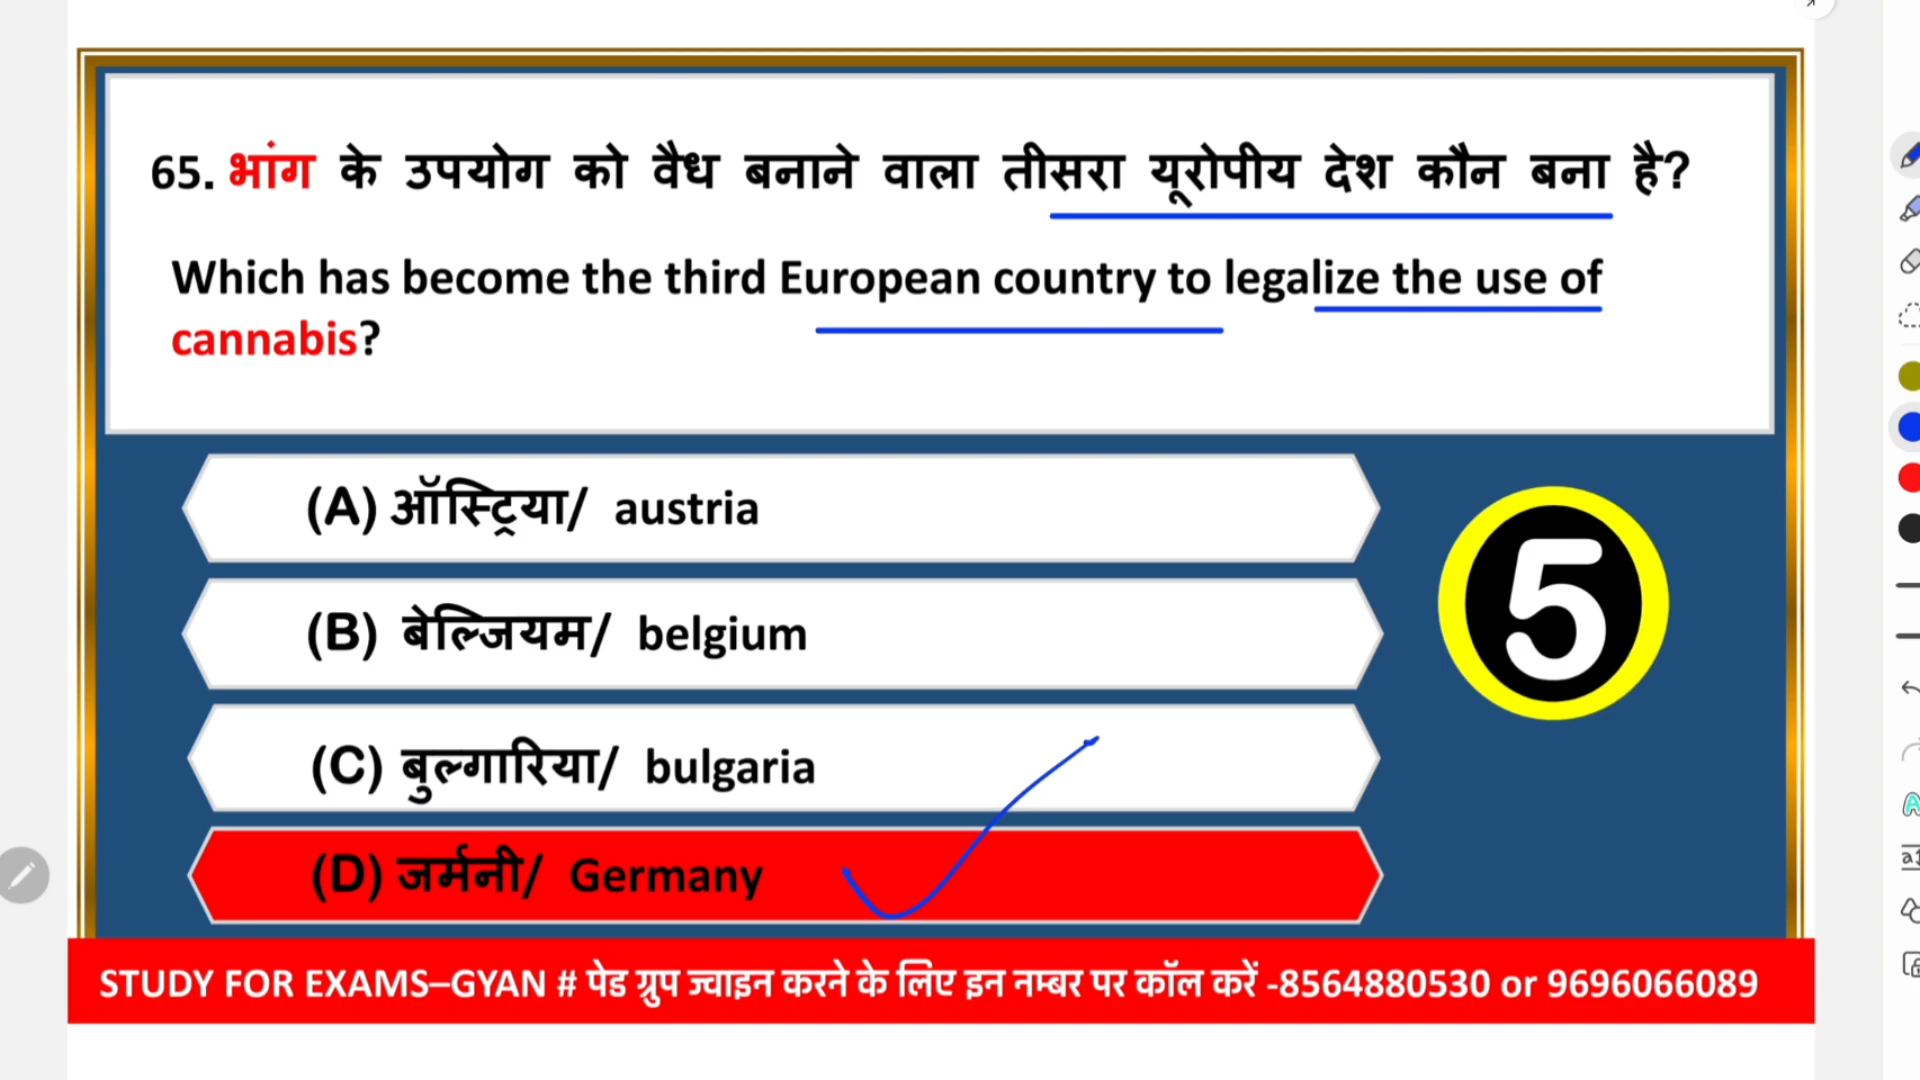 65. भांग के उपयोग को वैध बनाने वाला तीसरा यूरोपीय देश कौन बना है?
Which has become the third European country to legalize the use of
cannabis?
(A) ऑस्ट्रिया/ austria
(B) बेल्जियम/ belgium
5
(C) बुल्गारिया/ bulgaria
(D) जर्मनी/ Germany
STUDY FOR EXAMS–GYAN # पेड ग्रुप ज्वाइन करने के लिए इन नम्बर पर कॉल करें -8564880530 or 9696066089